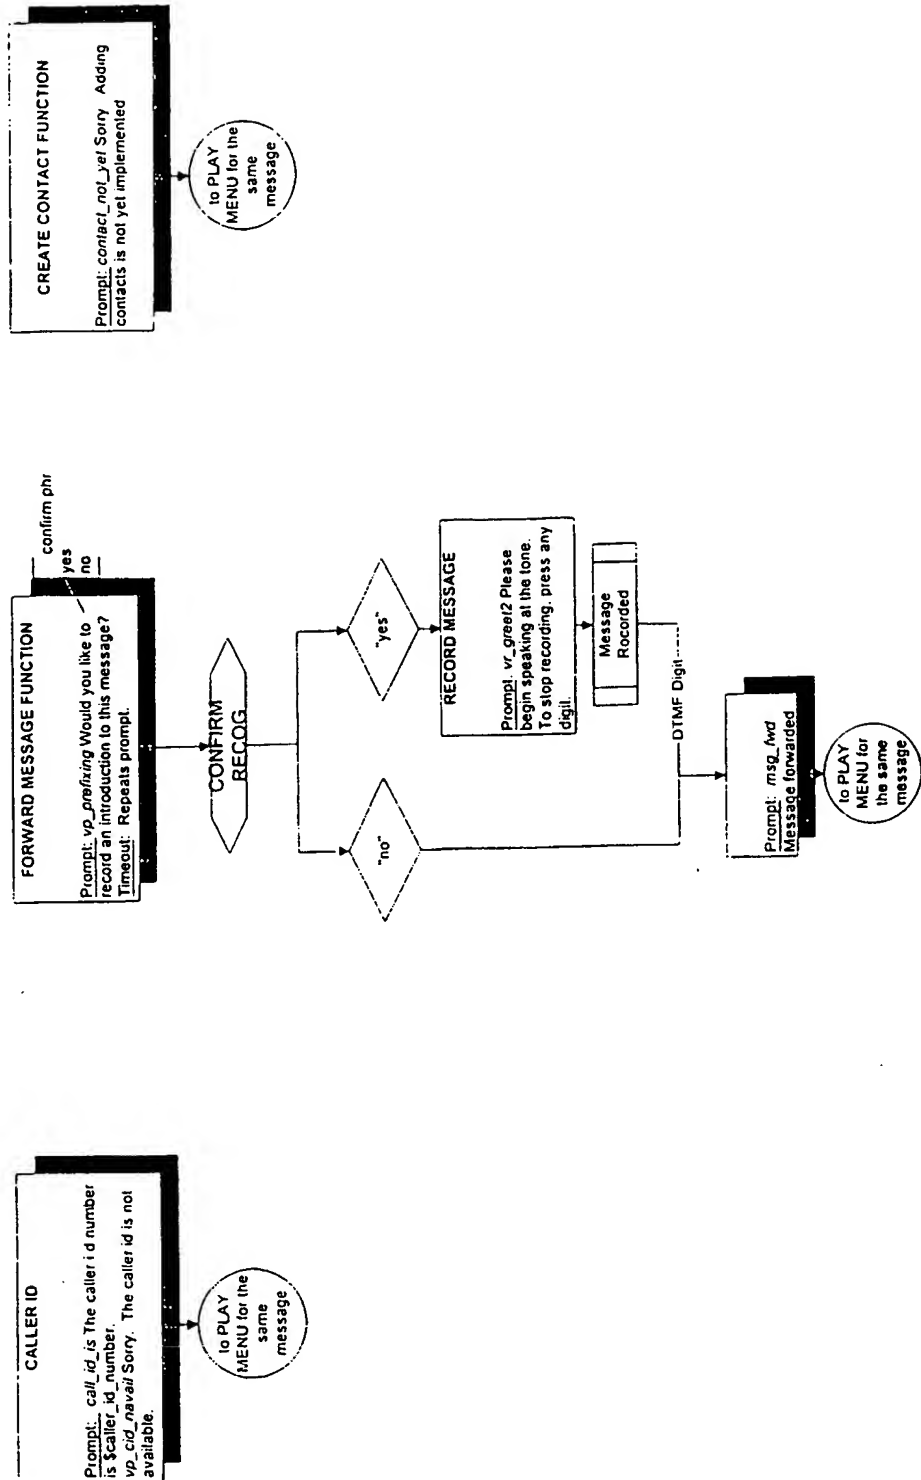 CALLER ID
Prompt: call_id_is The caller i d number
is $caller_id_number.
vp_cid_navail Sorry. The caller id is not
available.
to PLAY
MENU for the
same
message
FORWARD MESSAGE FUNCTION
Prompt: vp_prefixing Would you like to
record an introduction to this message?
Timeout: Repeats prompt.
confirm phr
yes
no
CONFIRM
RECOG
"no"
"yes"
RECORD MESSAGE
Prompt. vr_greet2 Please
begin speaking at the tone.
To stop recording, press any
digit.
Message
Rocorded
DTMF Digit
Prompt: msg_fwd
Message forwarded
to PLAY
MENU for
the same
message
CREATE CONTACT FUNCTION
Prompt: contact_not_yet Sorry Adding
contacts is not yet implemented
to PLAY
MENU for the
same
message